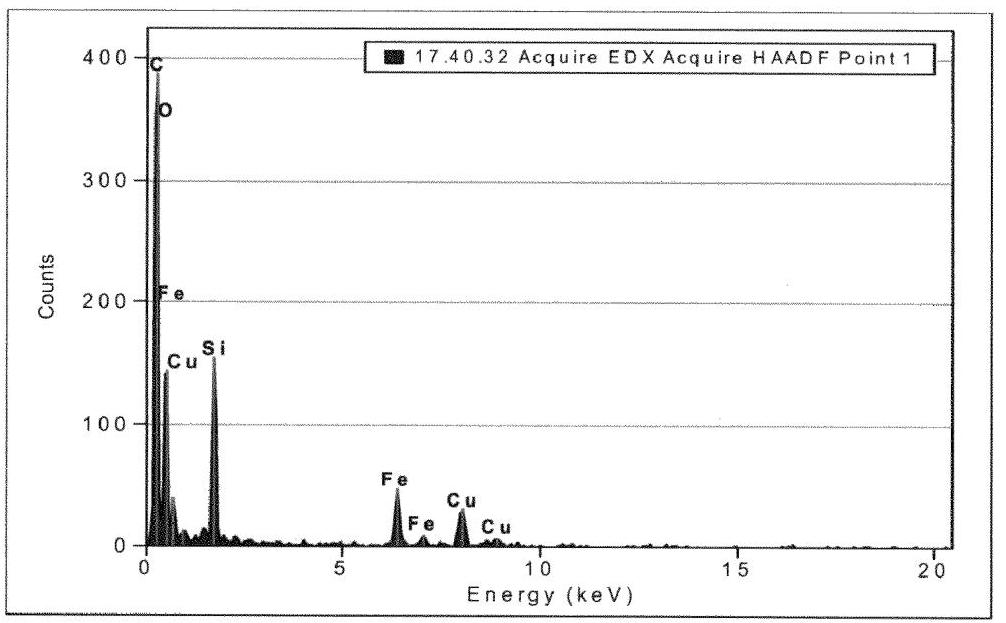 17.40.32 Acquire EDX Acquire HAADF Point 1
400
C
O
300
Counts
200
Fe
Si
Cu
100
Fe
Cu
Fe
Cu
0
0 5 10 15 20
Energy (keV)